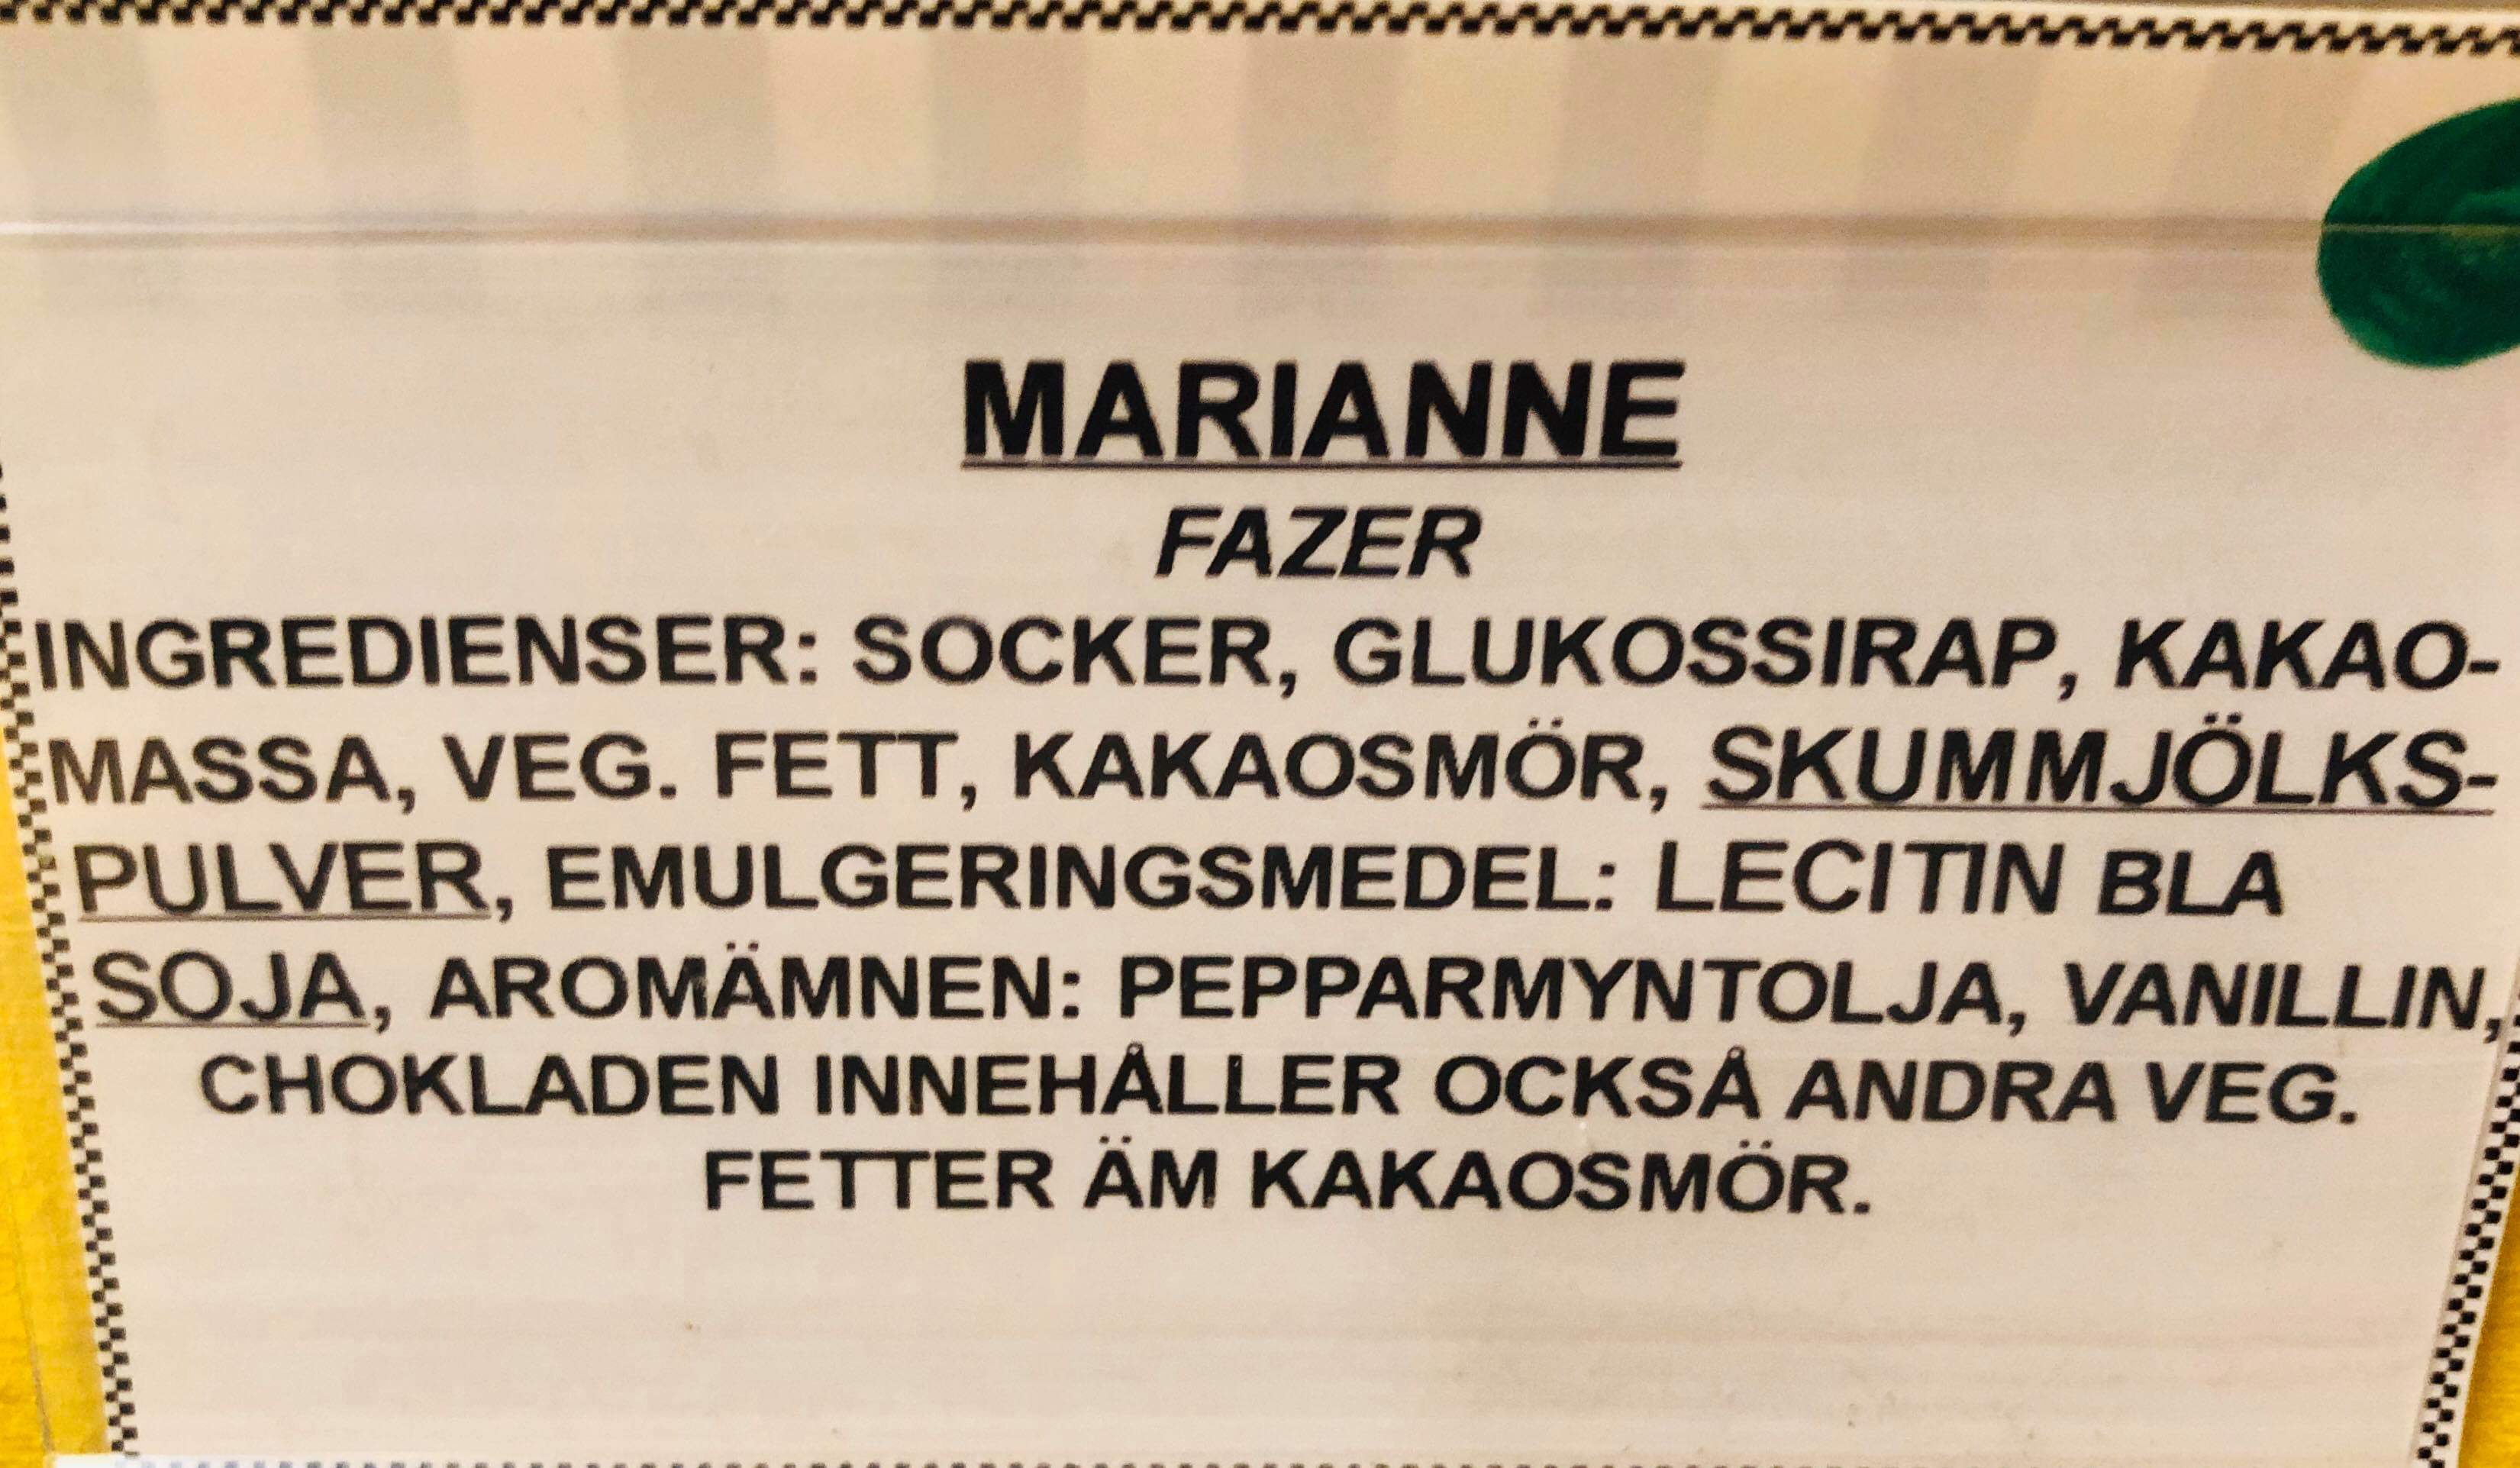 MARIANNE
FAZER
INGREDIENSER: SOCKER, GLUKOSSIRAP, KAKAO-
MASSA, VEG. FETT, KAKAOSMÖR, SKUMMJÖLKS-
PULVER, EMULGERINGSMEDEL: LECITIN BLA
SOJA, AROMÄMNEN: PEPPARMYNTOLJA, VANILLIN,
CHOKLADEN INNEHÅLLER OCKSÅ ANDRA VEG.
FETTER ÄM KAKAOSMÖR.